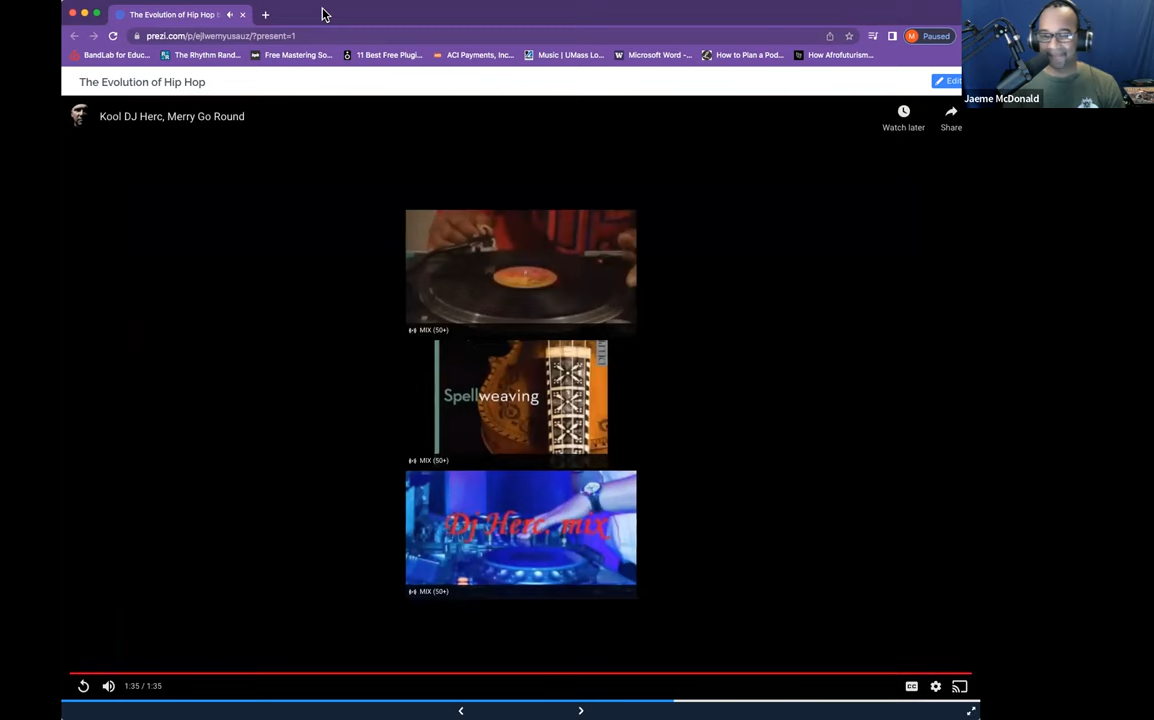 The Evolution of Hip Hop b
prezi.com/p/ejlwemyusauz/?present=1
M Paused
BandLab for Educ...
The Rhythm Rand...
Free Mastering So...
11 Best Free Plugi...
ACI Payments, Inc...
Music | UMass Lo...
Microsoft Word -...
How to Plan a Pod...
How Afrofuturism...
Jaeme McDonald
The Evolution of Hip Hop
Edit
Kool DJ Herc, Merry Go Round
Watch later
Share
MIX (50+)
Spellweaving
MIX (50+)
Dj Herc. mix
MIX (50+)
1:35 / 1:35
CC